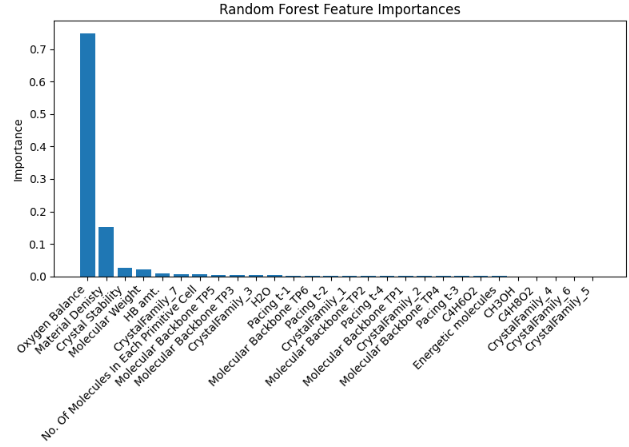 Random Forest Feature Importances
Importance
0.7
0.6
0.5
0.4
0.3
0.2
0.1
0.0
Oxygen Balance
Material Denisty
Crystal Stability
Molecular Weight
HB amt.
CrystalFamily_7
No. Of Molecules In Each Primitive Cell
Molecular Backbone TP5
Molecular Backbone TP3
CrystalFamily_3
H2O
Pacing t-1
Molecular Backbone TP6
Pacing t-2
CrystalFamily_1
Molecular Backbone TP2
Pacing t-4
Molecular Backbone TP1
CrystalFamily_2
Molecular Backbone TP4
Pacing t-3
C4H6O2
Energetic molecules
CH3OH
C4H8O2
CrystalFamily_4
CrystalFamily_6
CrystalFamily_5